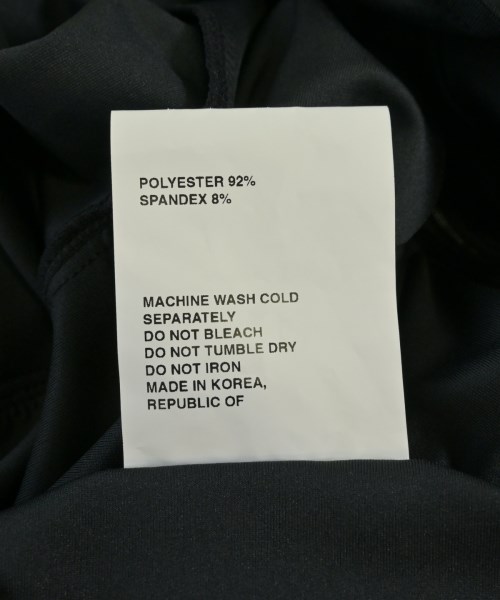 POLYESTER 92%
SPANDEX 8%
MACHINE WASH COLD
SEPARATELY
DO NOT BLEACH
DO NOT TUMBLE DRY
DO NOT IRON
MADE IN KOREA,
REPUBLIC OF